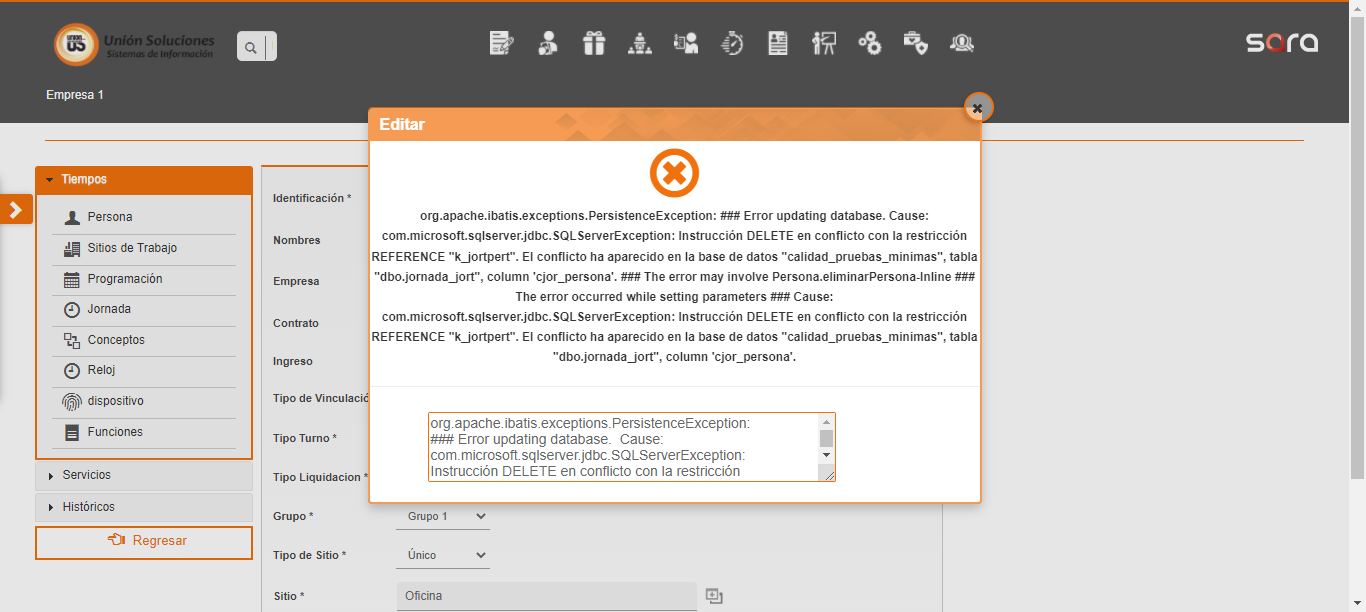 UNION
US
Unión Soluciones
Sistemas de Información
sara
Empresa 1
Editar
Tiempos
Persona
Sitios de Trabajo
Programación
Jornada
Conceptos
Reloj
dispositivo
Funciones
Servicios
Históricos
Regresar
Identificación *
Nombres
Empresa
Contrato
Ingreso
Tipo de Vinculació
Tipo Turno *
Tipo Liquidacion *
Grupo *
Grupo 1
Tipo de Sitio *
Único
Sitio *
Oficina
org.apache.ibatis.exceptions.PersistenceException: ### Error updating database. Cause:
com.microsoft.sqlserver.jdbc.SQLServerException: Instrucción DELETE en conflicto con la restricción
REFERENCE "k_jortpert". El conflicto ha aparecido en la base de datos "calidad_pruebas_minimas", tabla
"dbo.jornada_jort", column 'cjor_persona'. ### The error may involve Persona.eliminarPersona-Inline ###
The error occurred while setting parameters ### Cause:
com.microsoft.sqlserver.jdbc.SQLServerException: Instrucción DELETE en conflicto con la restricción
REFERENCE "k_jortpert". El conflicto ha aparecido en la base de datos "calidad_pruebas_minimas", tabla
"dbo.jornada_jort", column 'cjor_persona'.
org.apache.ibatis.exceptions.PersistenceException:
### Error updating database.  Cause:
com.microsoft.sqlserver.jdbc.SQLServerException:
Instrucción DELETE en conflicto con la restricción